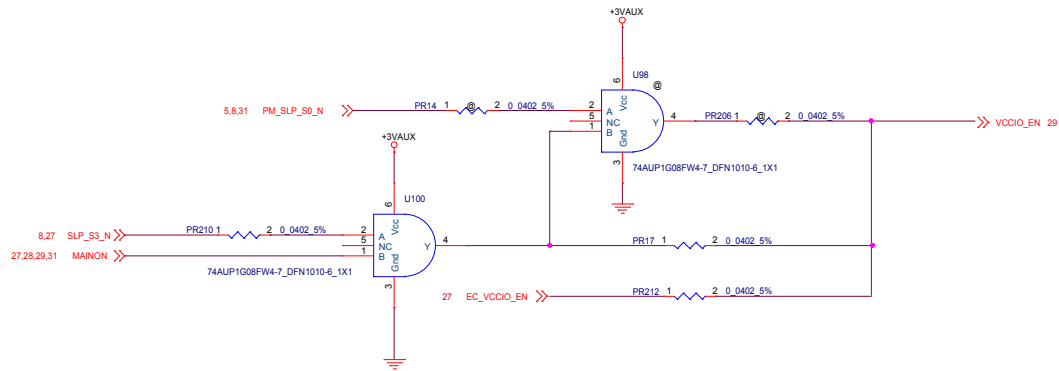 +3VAUX
U98
@
6
Vcc
5,8,31 PM_SLP_S0_N
PR14 1 @ 2 0_0402_5%
2 A
5 NC
1 B
Y 4
Gnd
3
PR206 1 @ 2 0_0402_5%
VCCIO_EN 29
74AUP1G08FW4-7_DFN1010-6_1X1
+3VAUX
U100
6
Vcc
8,27 SLP_S3_N
PR210 1 2 0_0402_5%
2 A
5 NC
1 B
Y 4
Gnd
3
27,28,29,31 MAINON
74AUP1G08FW4-7_DFN1010-6_1X1
PR17 1 2 0_0402_5%
27 EC_VCCIO_EN
PR212 1 2 0_0402_5%